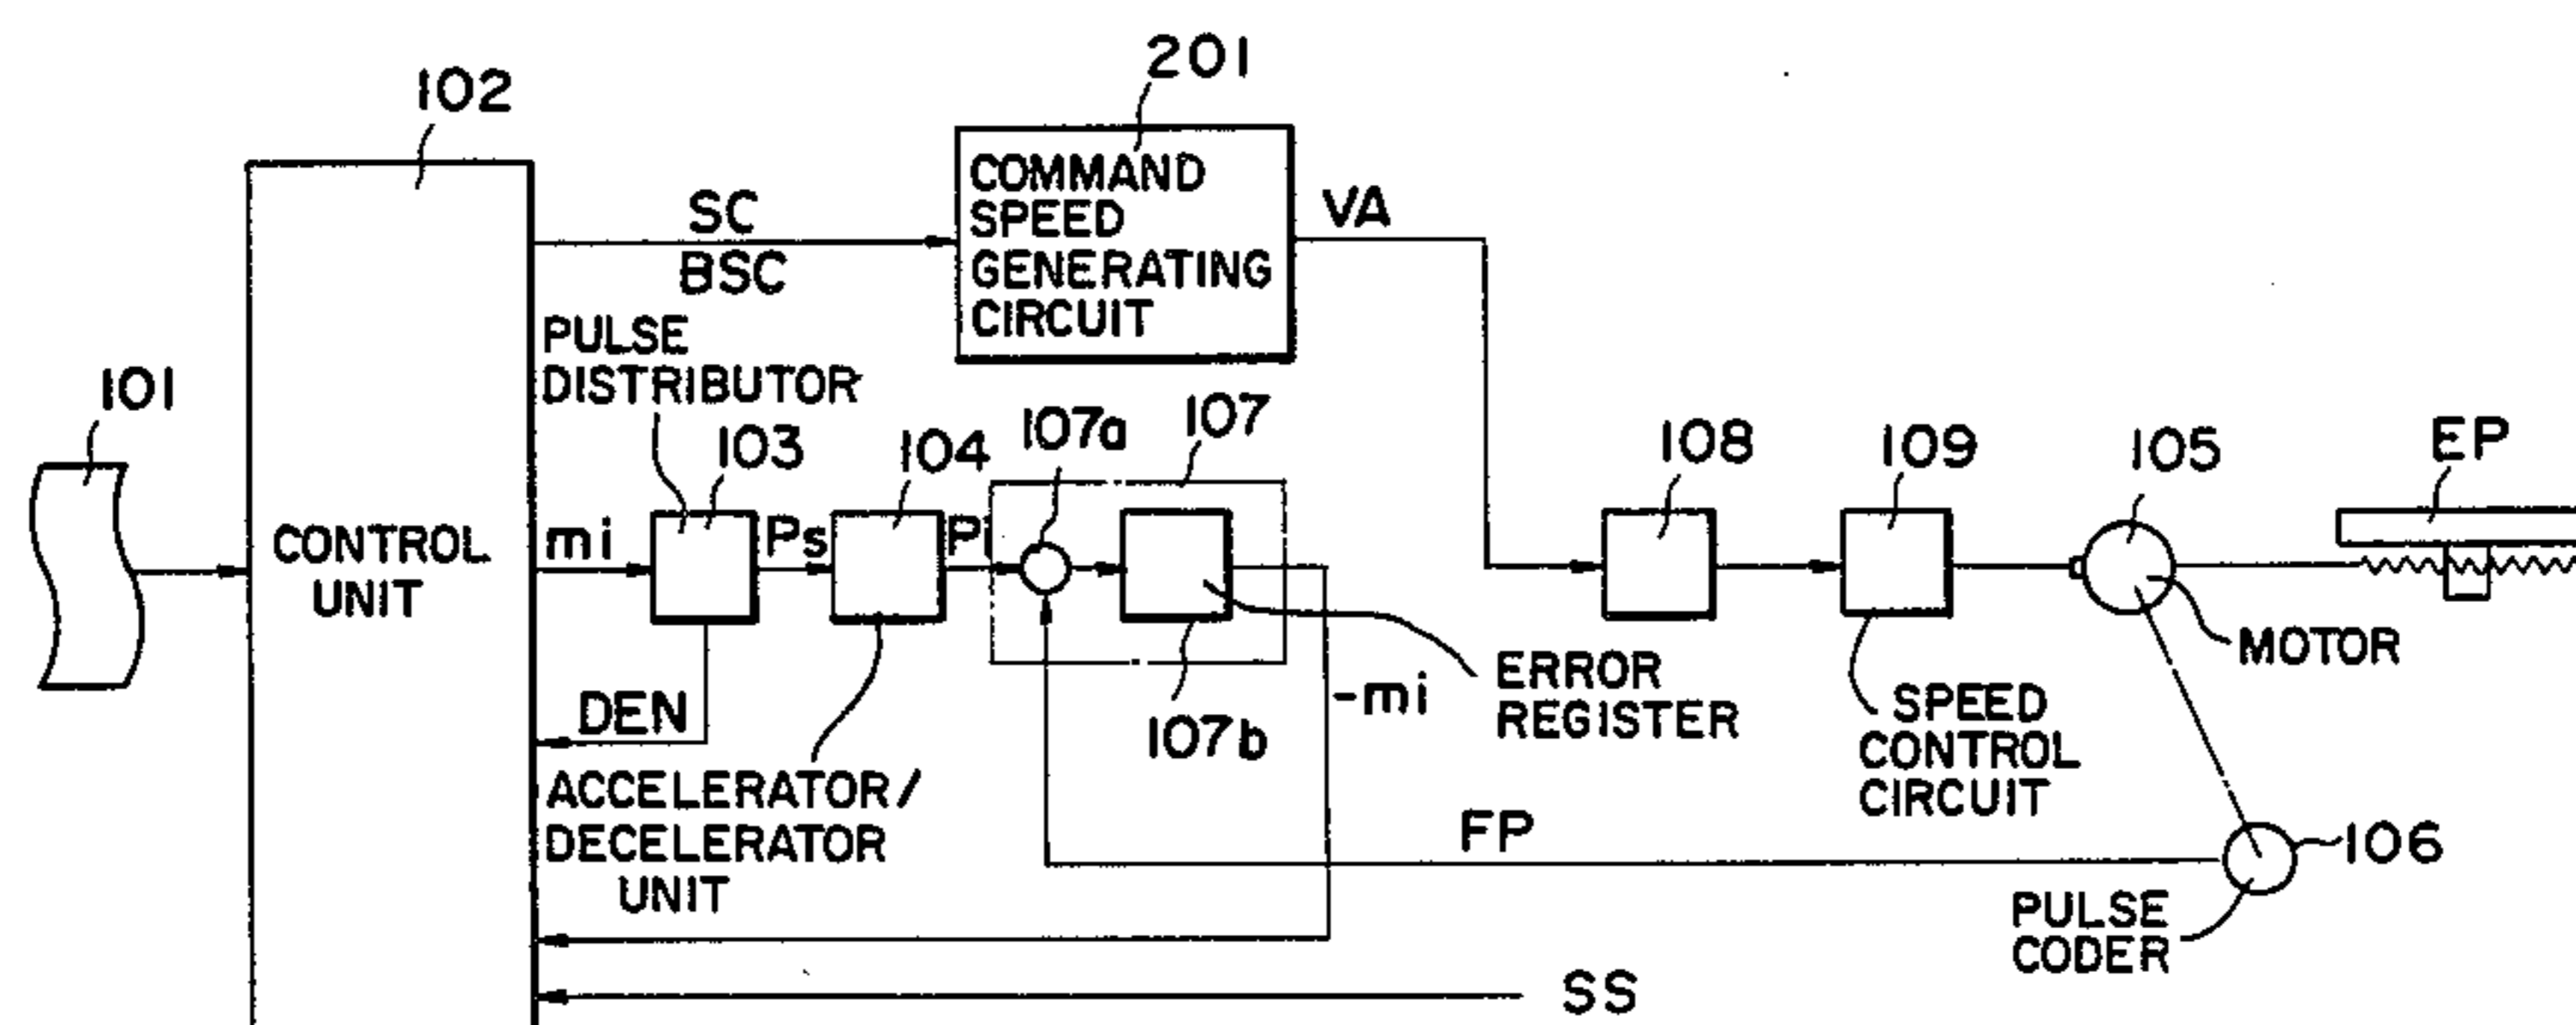 201
102
COMMAND
SPEED
GENERATING
CIRCUIT
SC
BSC
VA
PULSE
DISTRIBUTOR
101
103
104
107a
107
108
109
105
EP
CONTROL
UNIT
mi
Ps
Pi
MOTOR
DEN
107b
-mi
ERROR
REGISTER
SPEED
CONTROL
CIRCUIT
ACCELERATOR/
DECELERATOR
UNIT
FP
106
PULSE
CODER
SS